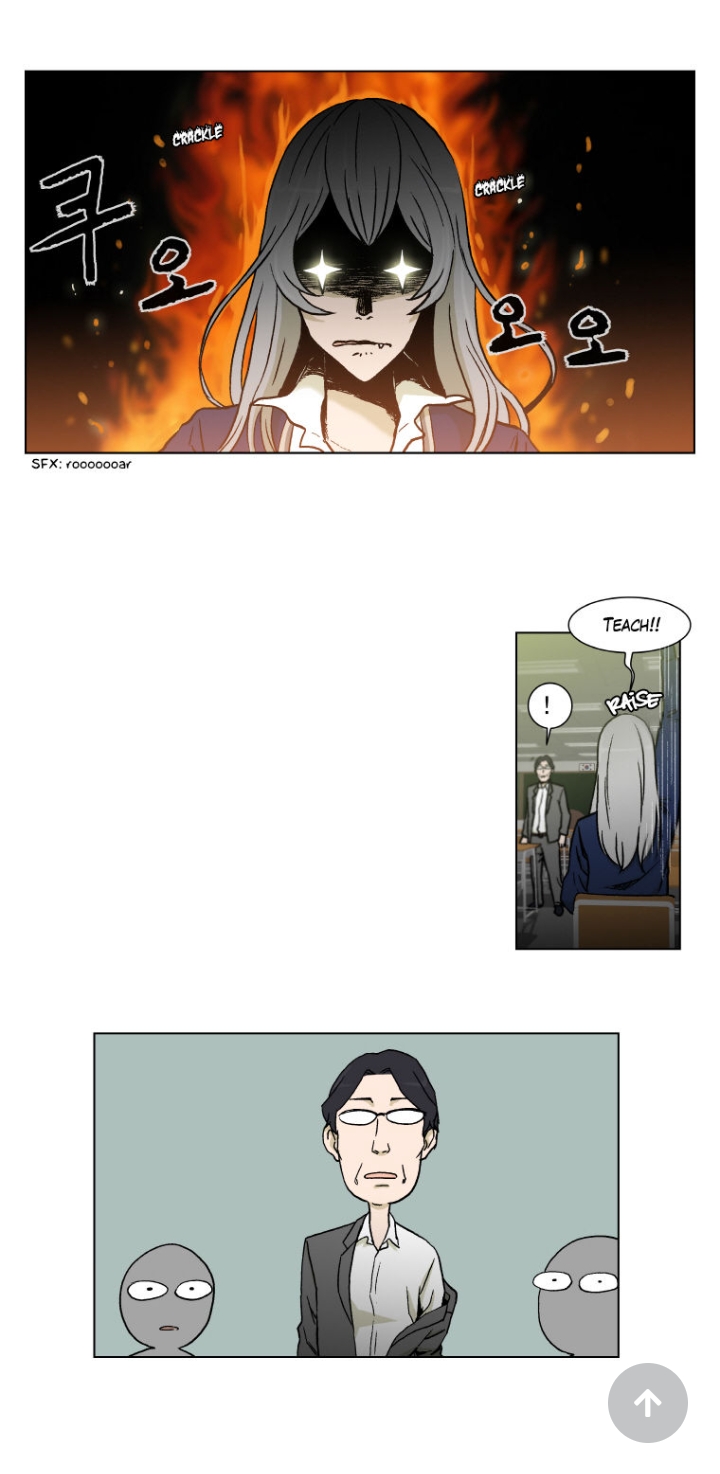 CRACKLE
CRACKLE
쿠
오
오
오
SFX: rooooooar
TEACH!!
RAISE
!